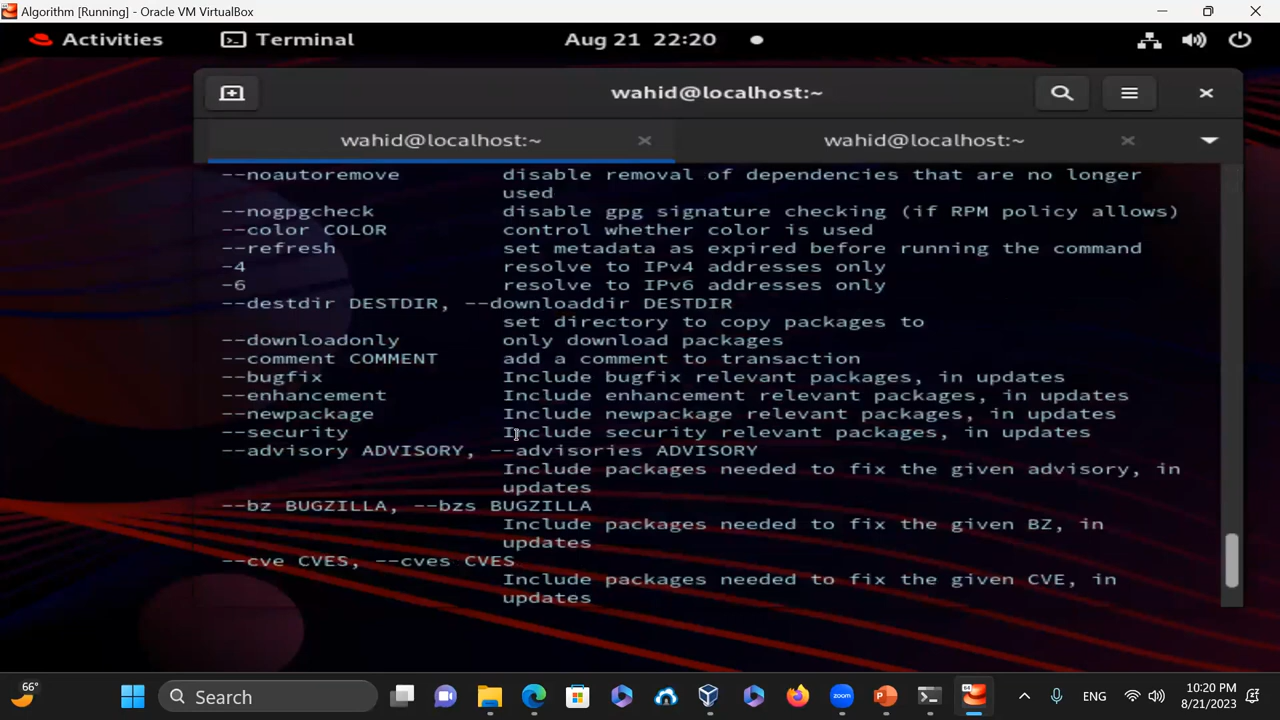 Algorithm [Running] - Oracle VM VirtualBox
Activities Terminal Aug 21 22:20
wahid@localhost:~
wahid@localhost:~ wahid@localhost:~
--noautoremove disable removal of dependencies that are no longer
used
--nogpgcheck disable gpg signature checking (if RPM policy allows)
--color COLOR control whether color is used
--refresh set metadata as expired before running the command
-4 resolve to IPv4 addresses only
-6 resolve to IPv6 addresses only
--destdir DESTDIR, --downloaddir DESTDIR
set directory to copy packages to
--downloadonly only download packages
--comment COMMENT add a comment to transaction
--bugfix Include bugfix relevant packages, in updates
--enhancement Include enhancement relevant packages, in updates
--newpackage Include newpackage relevant packages, in updates
--security Include security relevant packages, in updates
--advisory ADVISORY, --advisories ADVISORY
Include packages needed to fix the given advisory, in
updates
--bz BUGZILLA, --bzs BUGZILLA
Include packages needed to fix the given BZ, in
updates
--cve CVES, --cves CVES
Include packages needed to fix the given CVE, in
updates
66° Search zoom ENG 10:20 PM
8/21/2023